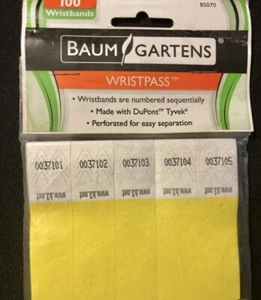 100
Wristbands
85070
BAUMGARTENS
WRISTPASS™
• Wristbands are numbered sequentially
• Made with DuPont™ Tyvek®
• Perforated for easy separation
0037101 0037102 0037103 0037104 0037105